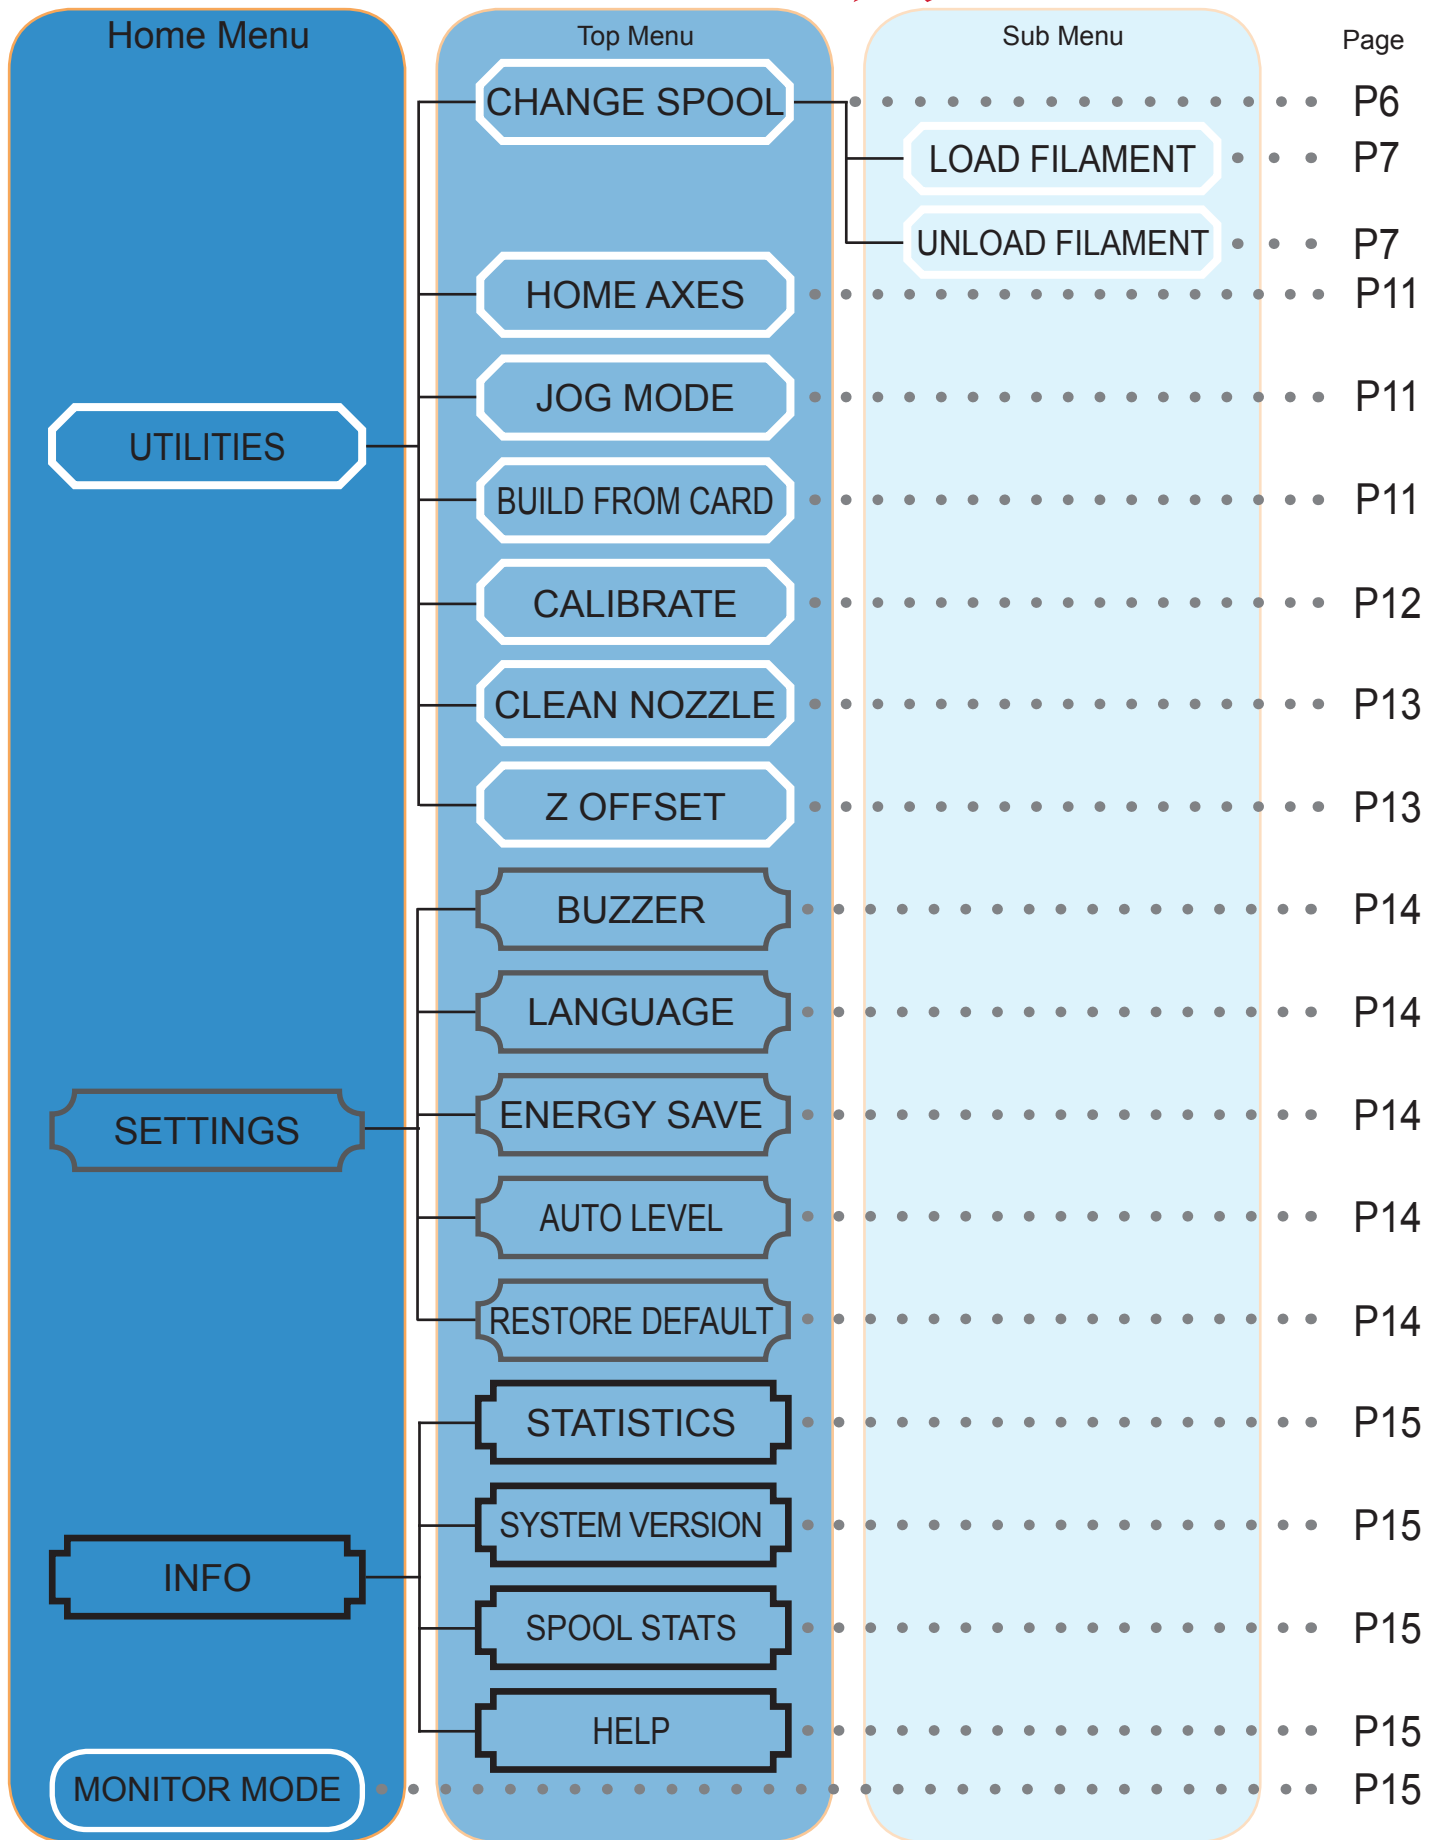 Home Menu
Top Menu
Sub Menu
Page
CHANGE SPOOL
P6
LOAD FILAMENT
P7
UNLOAD FILAMENT
P7
HOME AXES
P11
JOG MODE
P11
UTILITIES
BUILD FROM CARD
P11
CALIBRATE
P12
CLEAN NOZZLE
P13
Z OFFSET
P13
BUZZER
P14
LANGUAGE
P14
ENERGY SAVE
P14
SETTINGS
AUTO LEVEL
P14
RESTORE DEFAULT
P14
STATISTICS
P15
SYSTEM VERSION
P15
INFO
SPOOL STATS
P15
HELP
P15
MONITOR MODE
P15